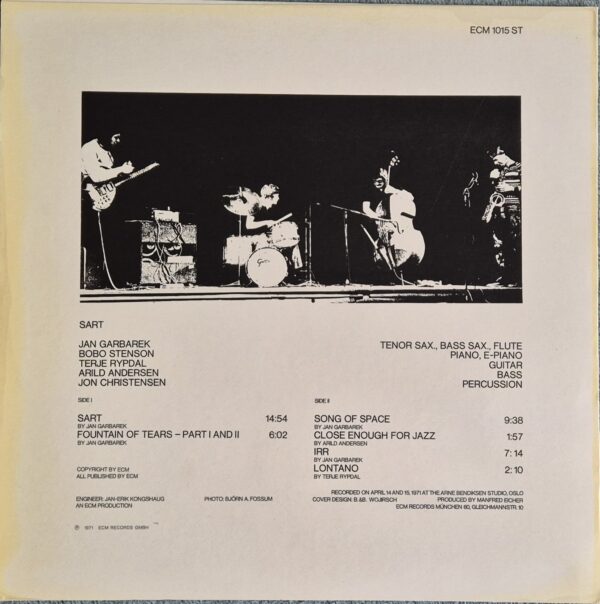 ECM 1015 ST
SART
JAN GARBAREK TENOR SAX., BASS SAX., FLUTE
BOBO STENSON PIANO, E-PIANO
TERJE RYPDAL GUITAR
ARILD ANDERSEN BASS
JON CHRISTENSEN PERCUSSION
SIDE I
SART 14:54
BY JAN GARBAREK
FOUNTAIN OF TEARS – PART I AND II 6:02
BY JAN GARBAREK
SIDE II
SONG OF SPACE 9:38
BY JAN GARBAREK
CLOSE ENOUGH FOR JAZZ 1:57
BY ARILD ANDERSEN
IRR 7:14
BY JAN GARBAREK
LONTANO 2:10
BY TERJE RYPDAL
COPYRIGHT BY ECM
ALL PUBLISHED BY ECM
ENGINEER: JAN-ERIK KONGSHAUG
AN ECM PRODUCTION
PHOTO: BJÖRN A. FOSSUM
RECORDED ON APRIL 14 AND 15, 1971 AT THE ARNE BENDIKSEN STUDIO, OSLO
COVER DESIGN: B. &B. WOJIRSCH PRODUCED BY MANFRED EICHER
ECM RECORDS MÜNCHEN 60, GLEICHMANNSTR. 10
℗ 1971 ECM RECORDS GMBH